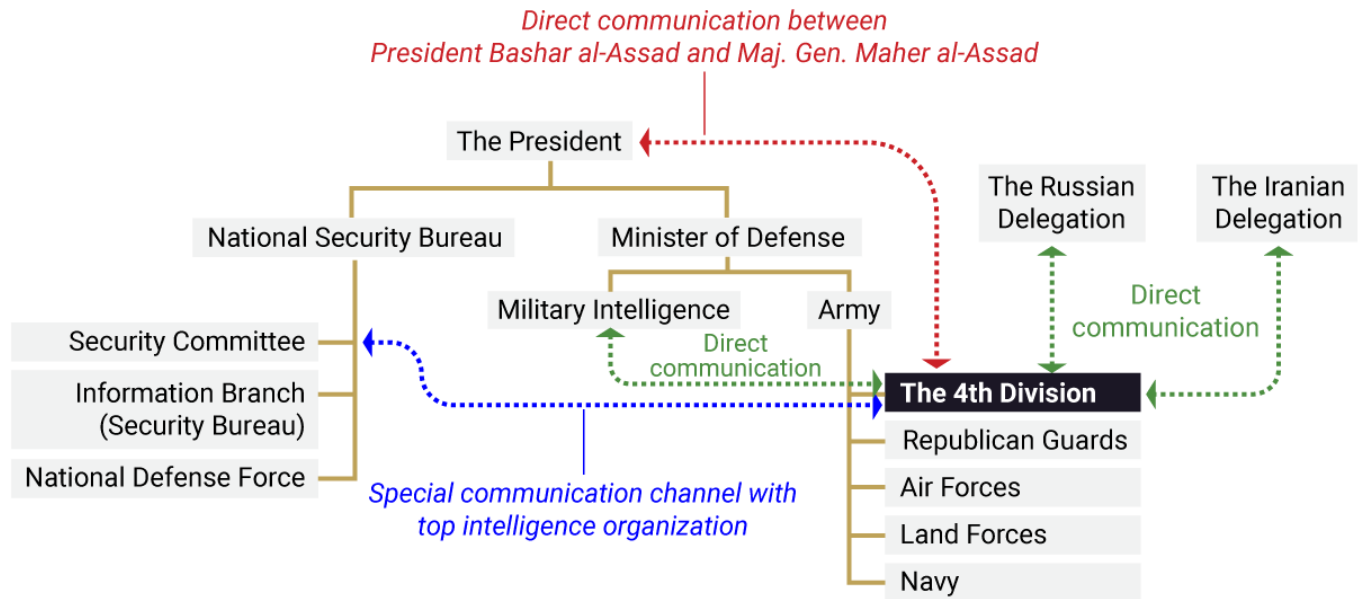 Direct communication between
President Bashar al-Assad and Maj. Gen. Maher al-Assad
The President
The Russian
Delegation
The Iranian
Delegation
National Security Bureau
Minister of Defense
Military Intelligence
Army
Direct
communication
Security Committee
Direct
communication
Information Branch
(Security Bureau)
The 4th Division
Republican Guards
National Defense Force
Air Forces
Special communication channel with
top intelligence organization
Land Forces
Navy